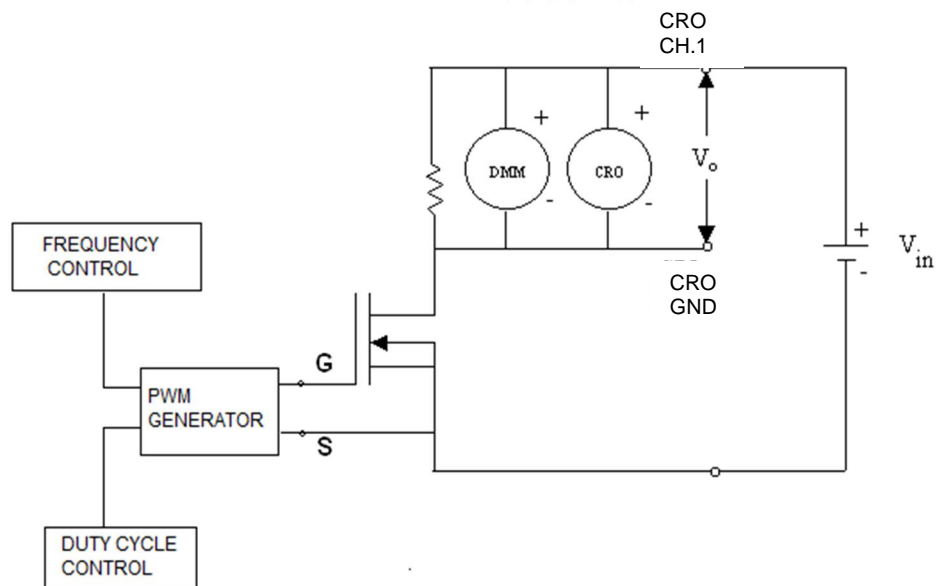 CRO
CH.1
+
+
DMM
CRO
-
-
Vo
+
Vin
-
FREQUENCY
CONTROL
CRO
GND
G
PWM
GENERATOR
S
DUTY CYCLE
CONTROL